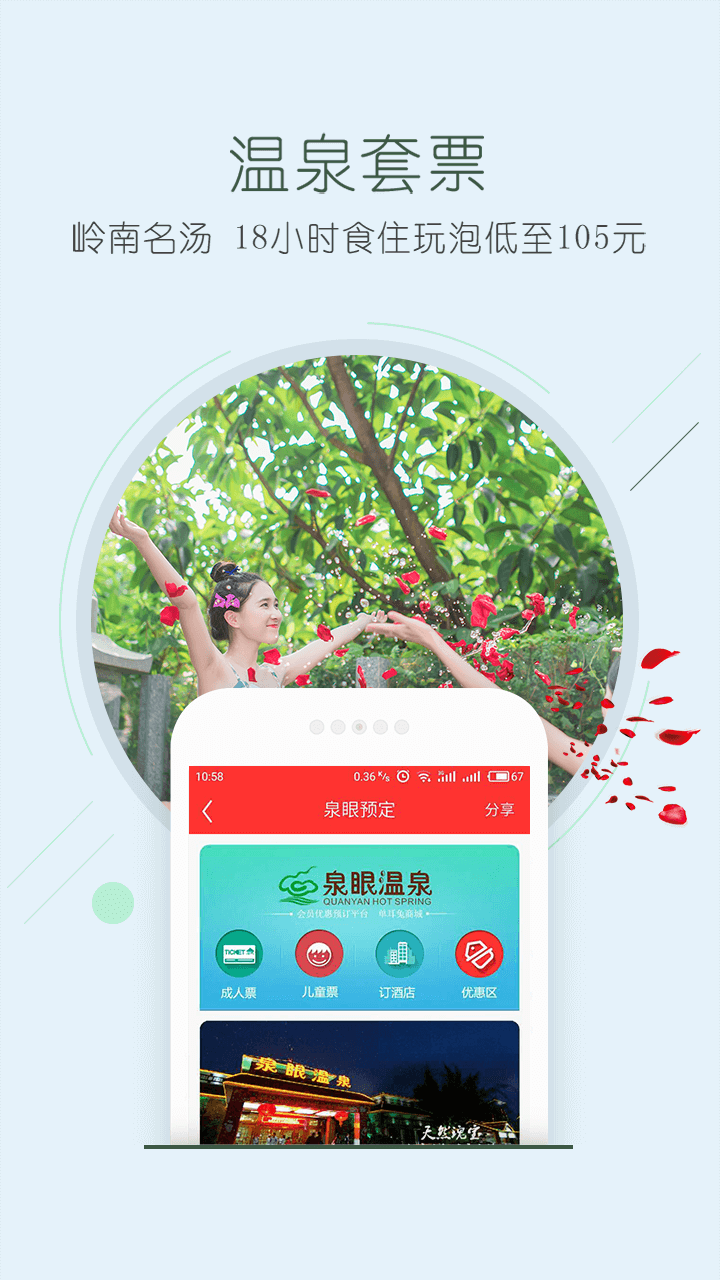 温泉套票
岭南名汤 18小时食住玩泡低至105元
10:58 0.36 K/s 3G 67
泉眼预定 分享
泉眼温泉
QUANYAN HOT SPRING
会员优惠预订平台 单耳兔商城
TICKET
成人票 儿童票 订酒店 优惠区
泉眼温泉
天然瑰宝